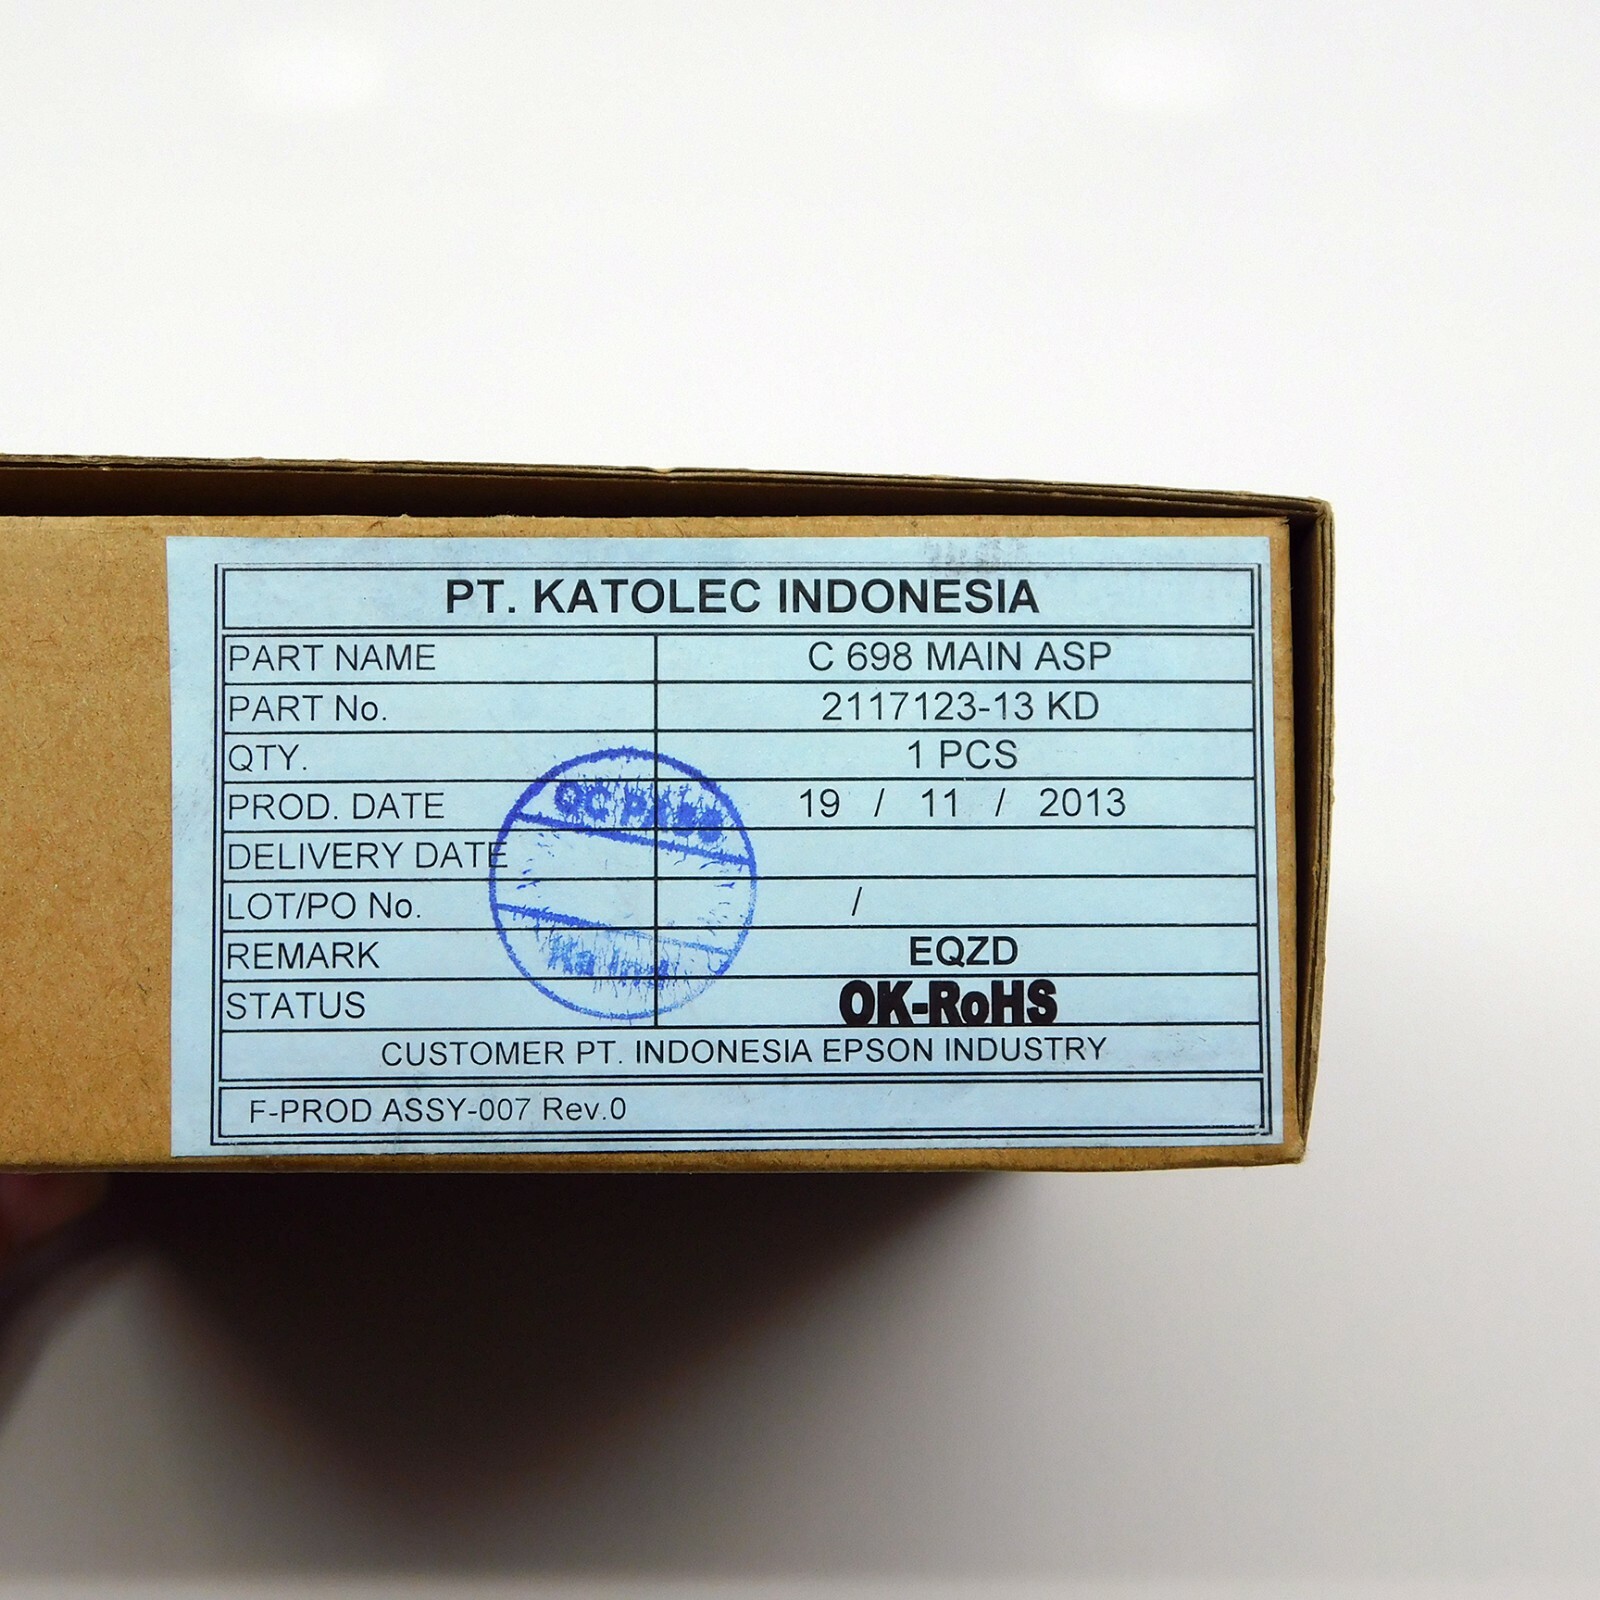 PT. KATOLEC INDONESIA
PART NAME C 698 MAIN ASP
PART No. 2117123-13 KD
QTY. 1 PCS
PROD. DATE 19 / 11 / 2013
DELIVERY DATE
LOT/PO No. /
REMARK EQZD
STATUS OK-RoHS
CUSTOMER PT. INDONESIA EPSON INDUSTRY
F-PROD ASSY-007 Rev.0
QC PASS